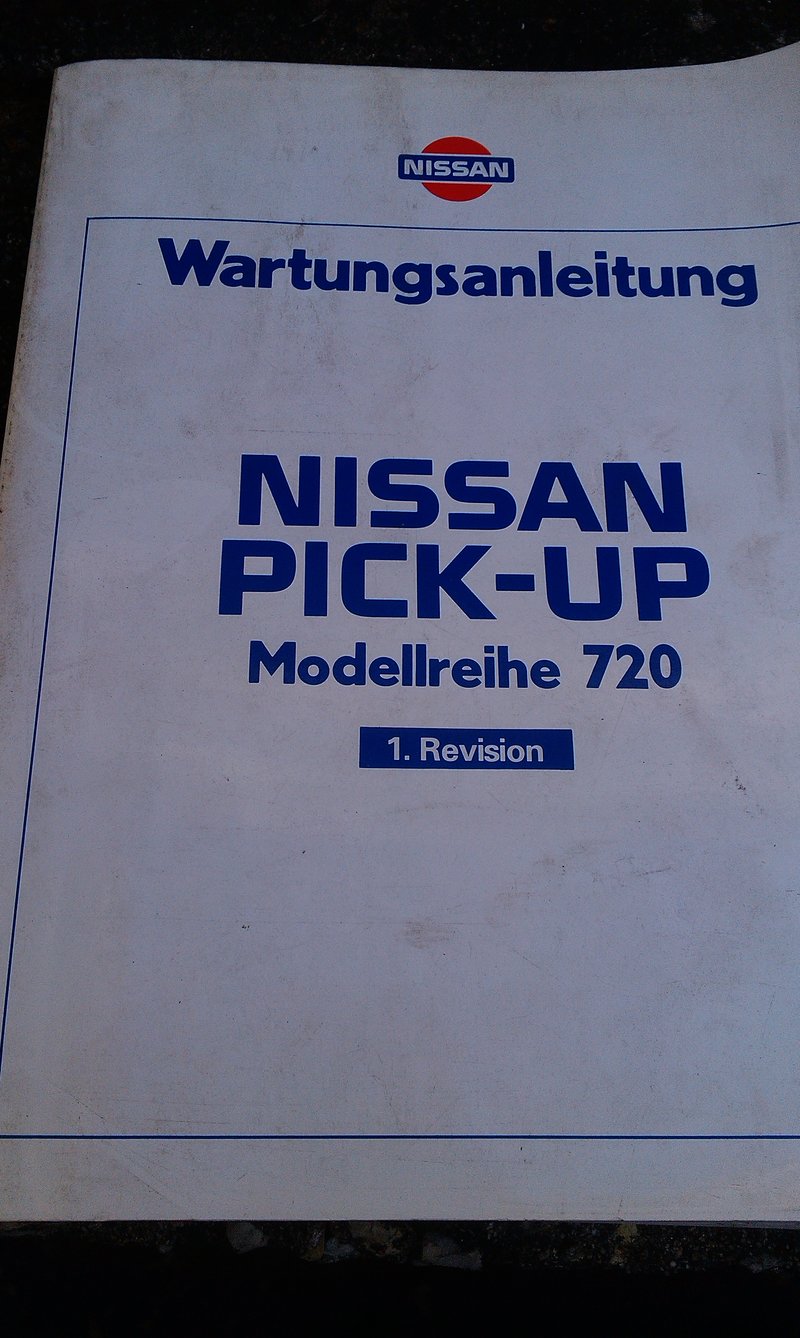 NISSAN
Wartungsanleitung
NISSAN
PICK-UP
Modellreihe 720
1. Revision